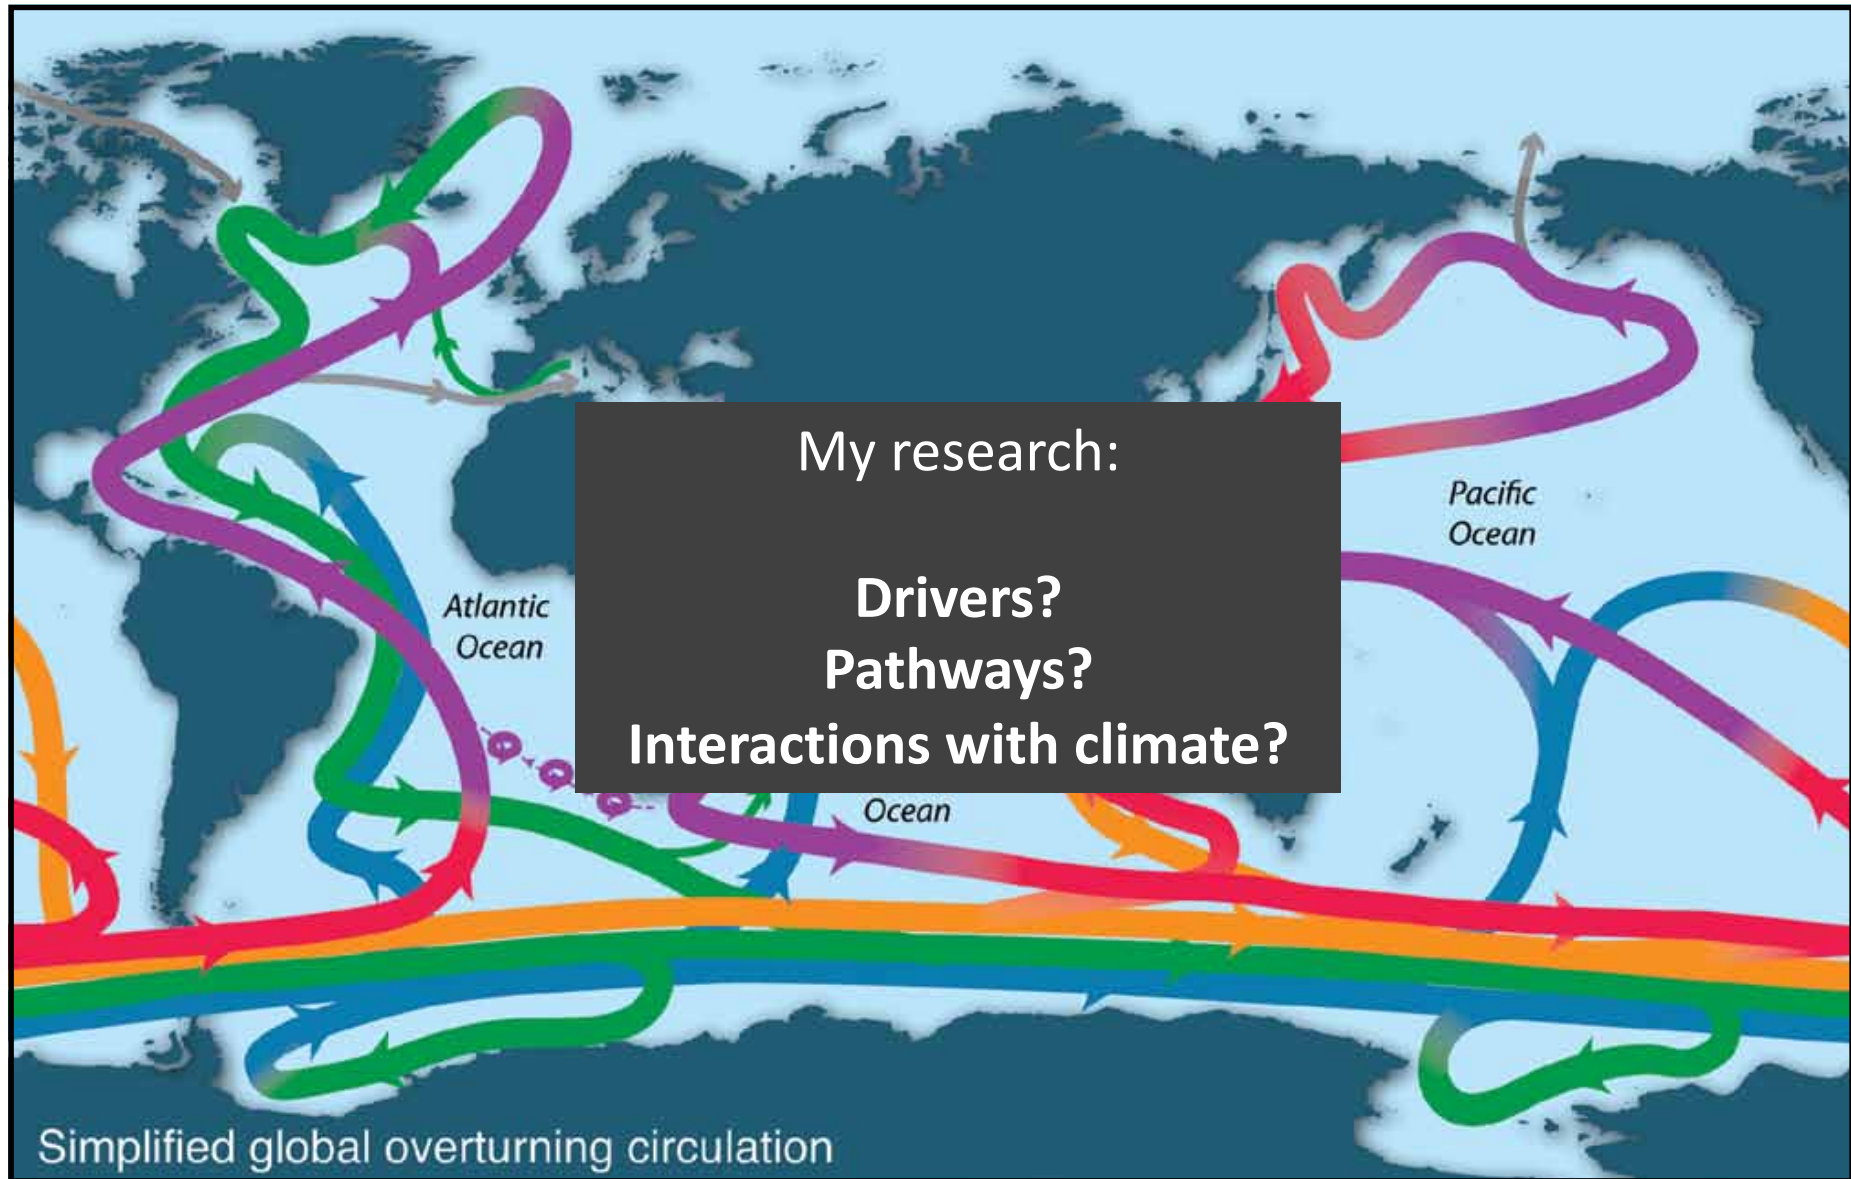 My research:
Drivers?
Pathways?
Interactions with climate?
Pacific
Ocean
Atlantic
Ocean
Ocean
Simplified global overturning circulation